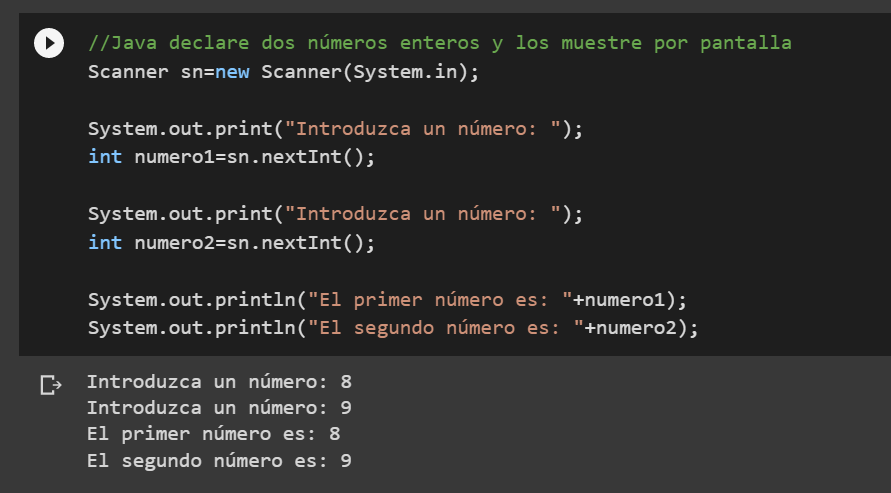 //Java declare dos números enteros y los muestre por pantalla
Scanner sn=new Scanner(System.in);
System.out.print("Introduzca un número: ");
int numero1=sn.nextInt();
System.out.print("Introduzca un número: ");
int numero2=sn.nextInt();
System.out.println("El primer número es: "+numero1);
System.out.println("El segundo número es: "+numero2);
Introduzca un número: 8
Introduzca un número: 9
El primer número es: 8
El segundo número es: 9